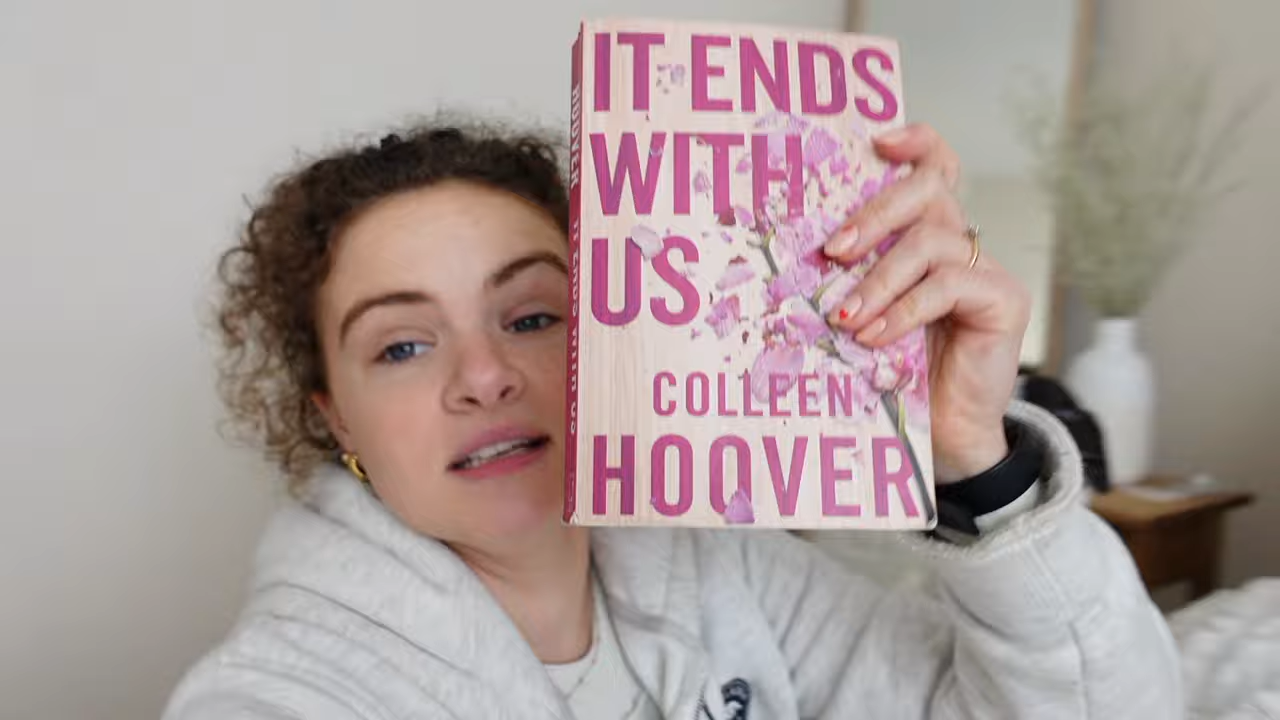 IT ENDS
WITH
US
COLLEEN
HOOVER
HOOVER IT ENDS WITH US